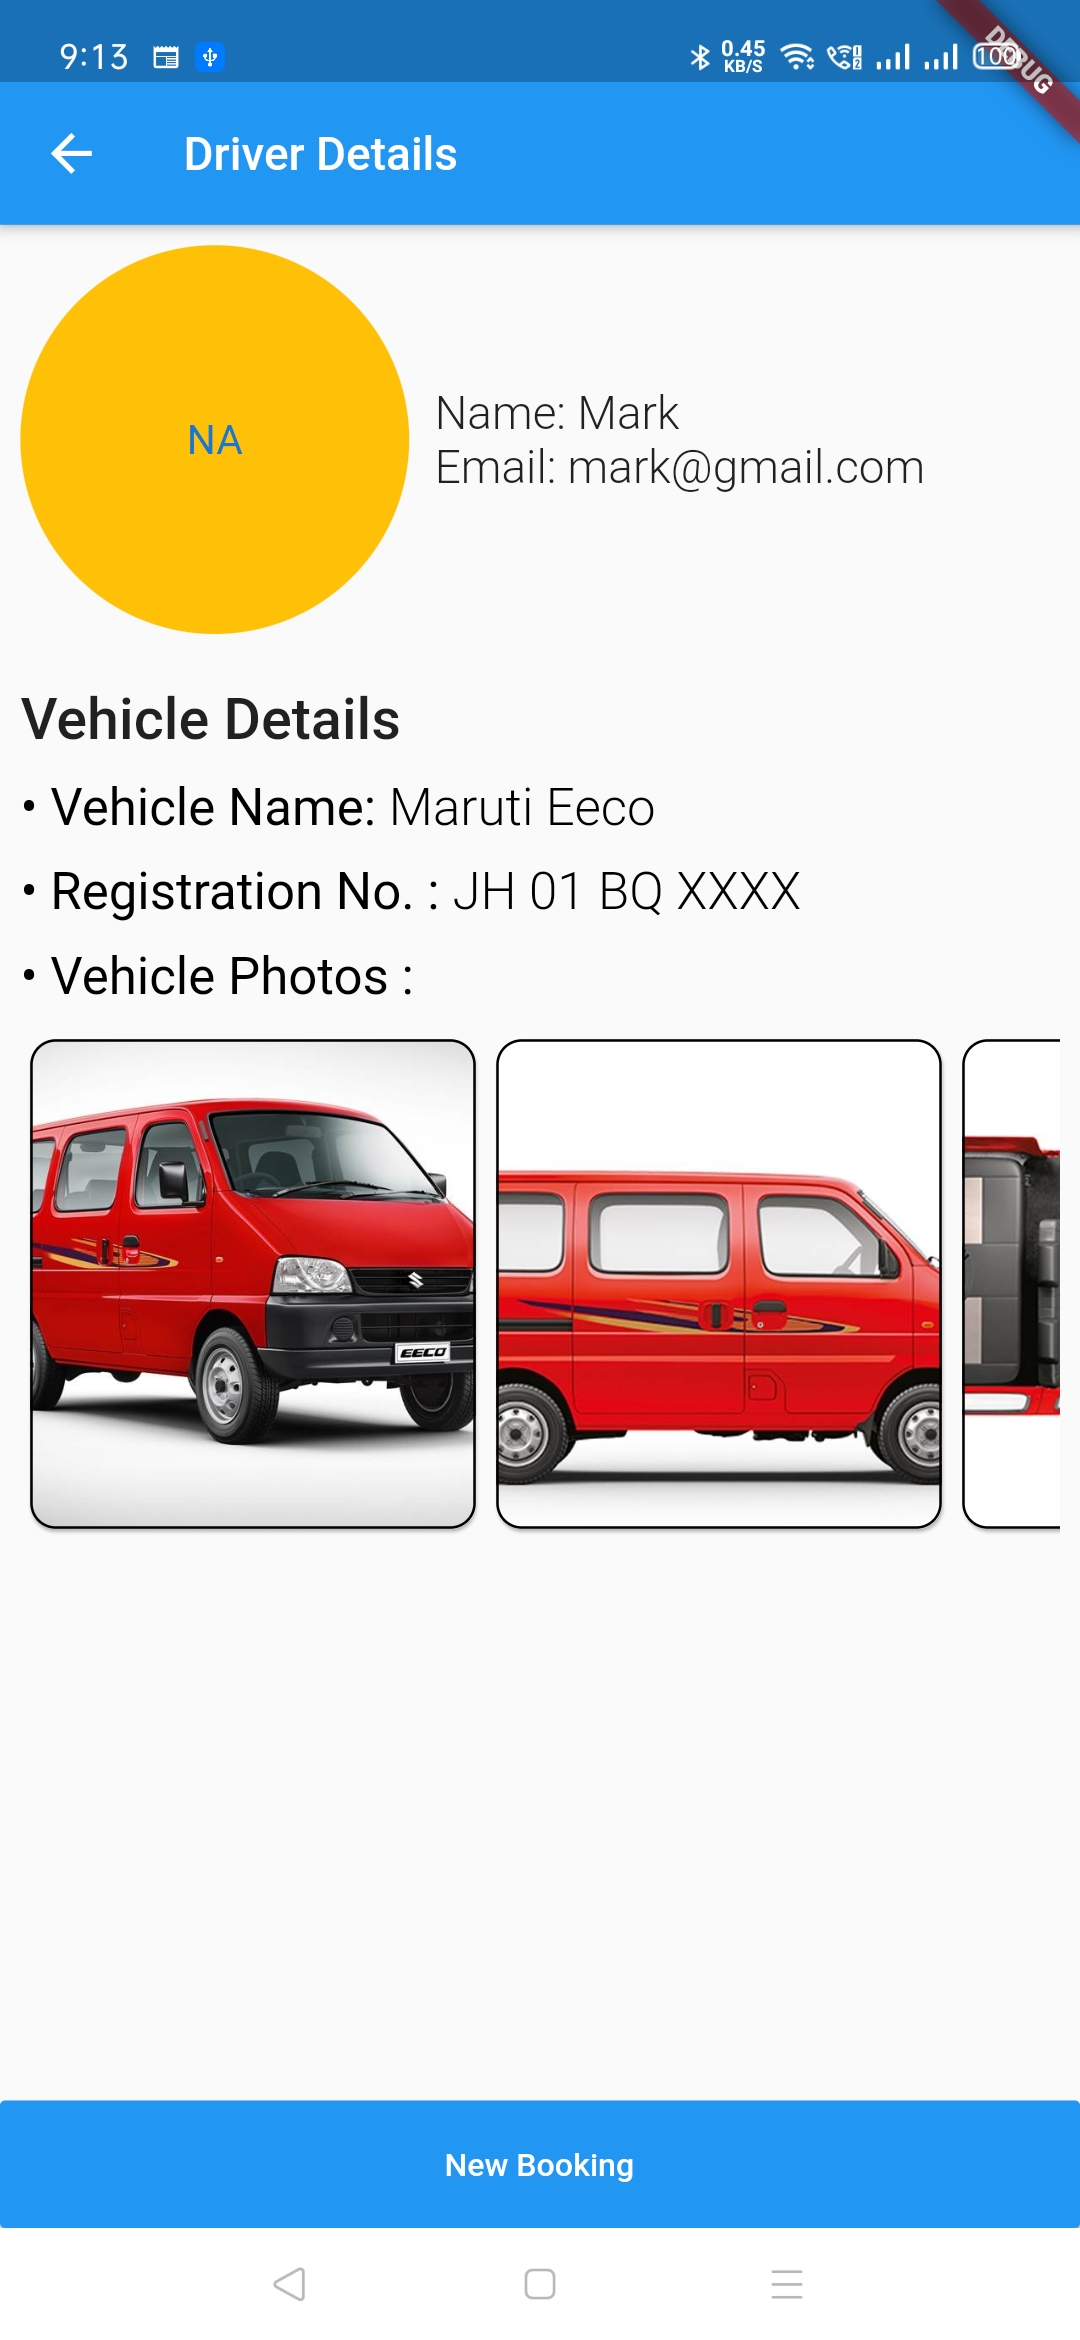 9:13
0.45
KB/S
100
DEBUG
Driver Details
NA
Name: Mark
Email: mark@gmail.com
Vehicle Details
• Vehicle Name: Maruti Eeco
• Registration No. : JH 01 BQ XXXX
• Vehicle Photos :
EECO
New Booking